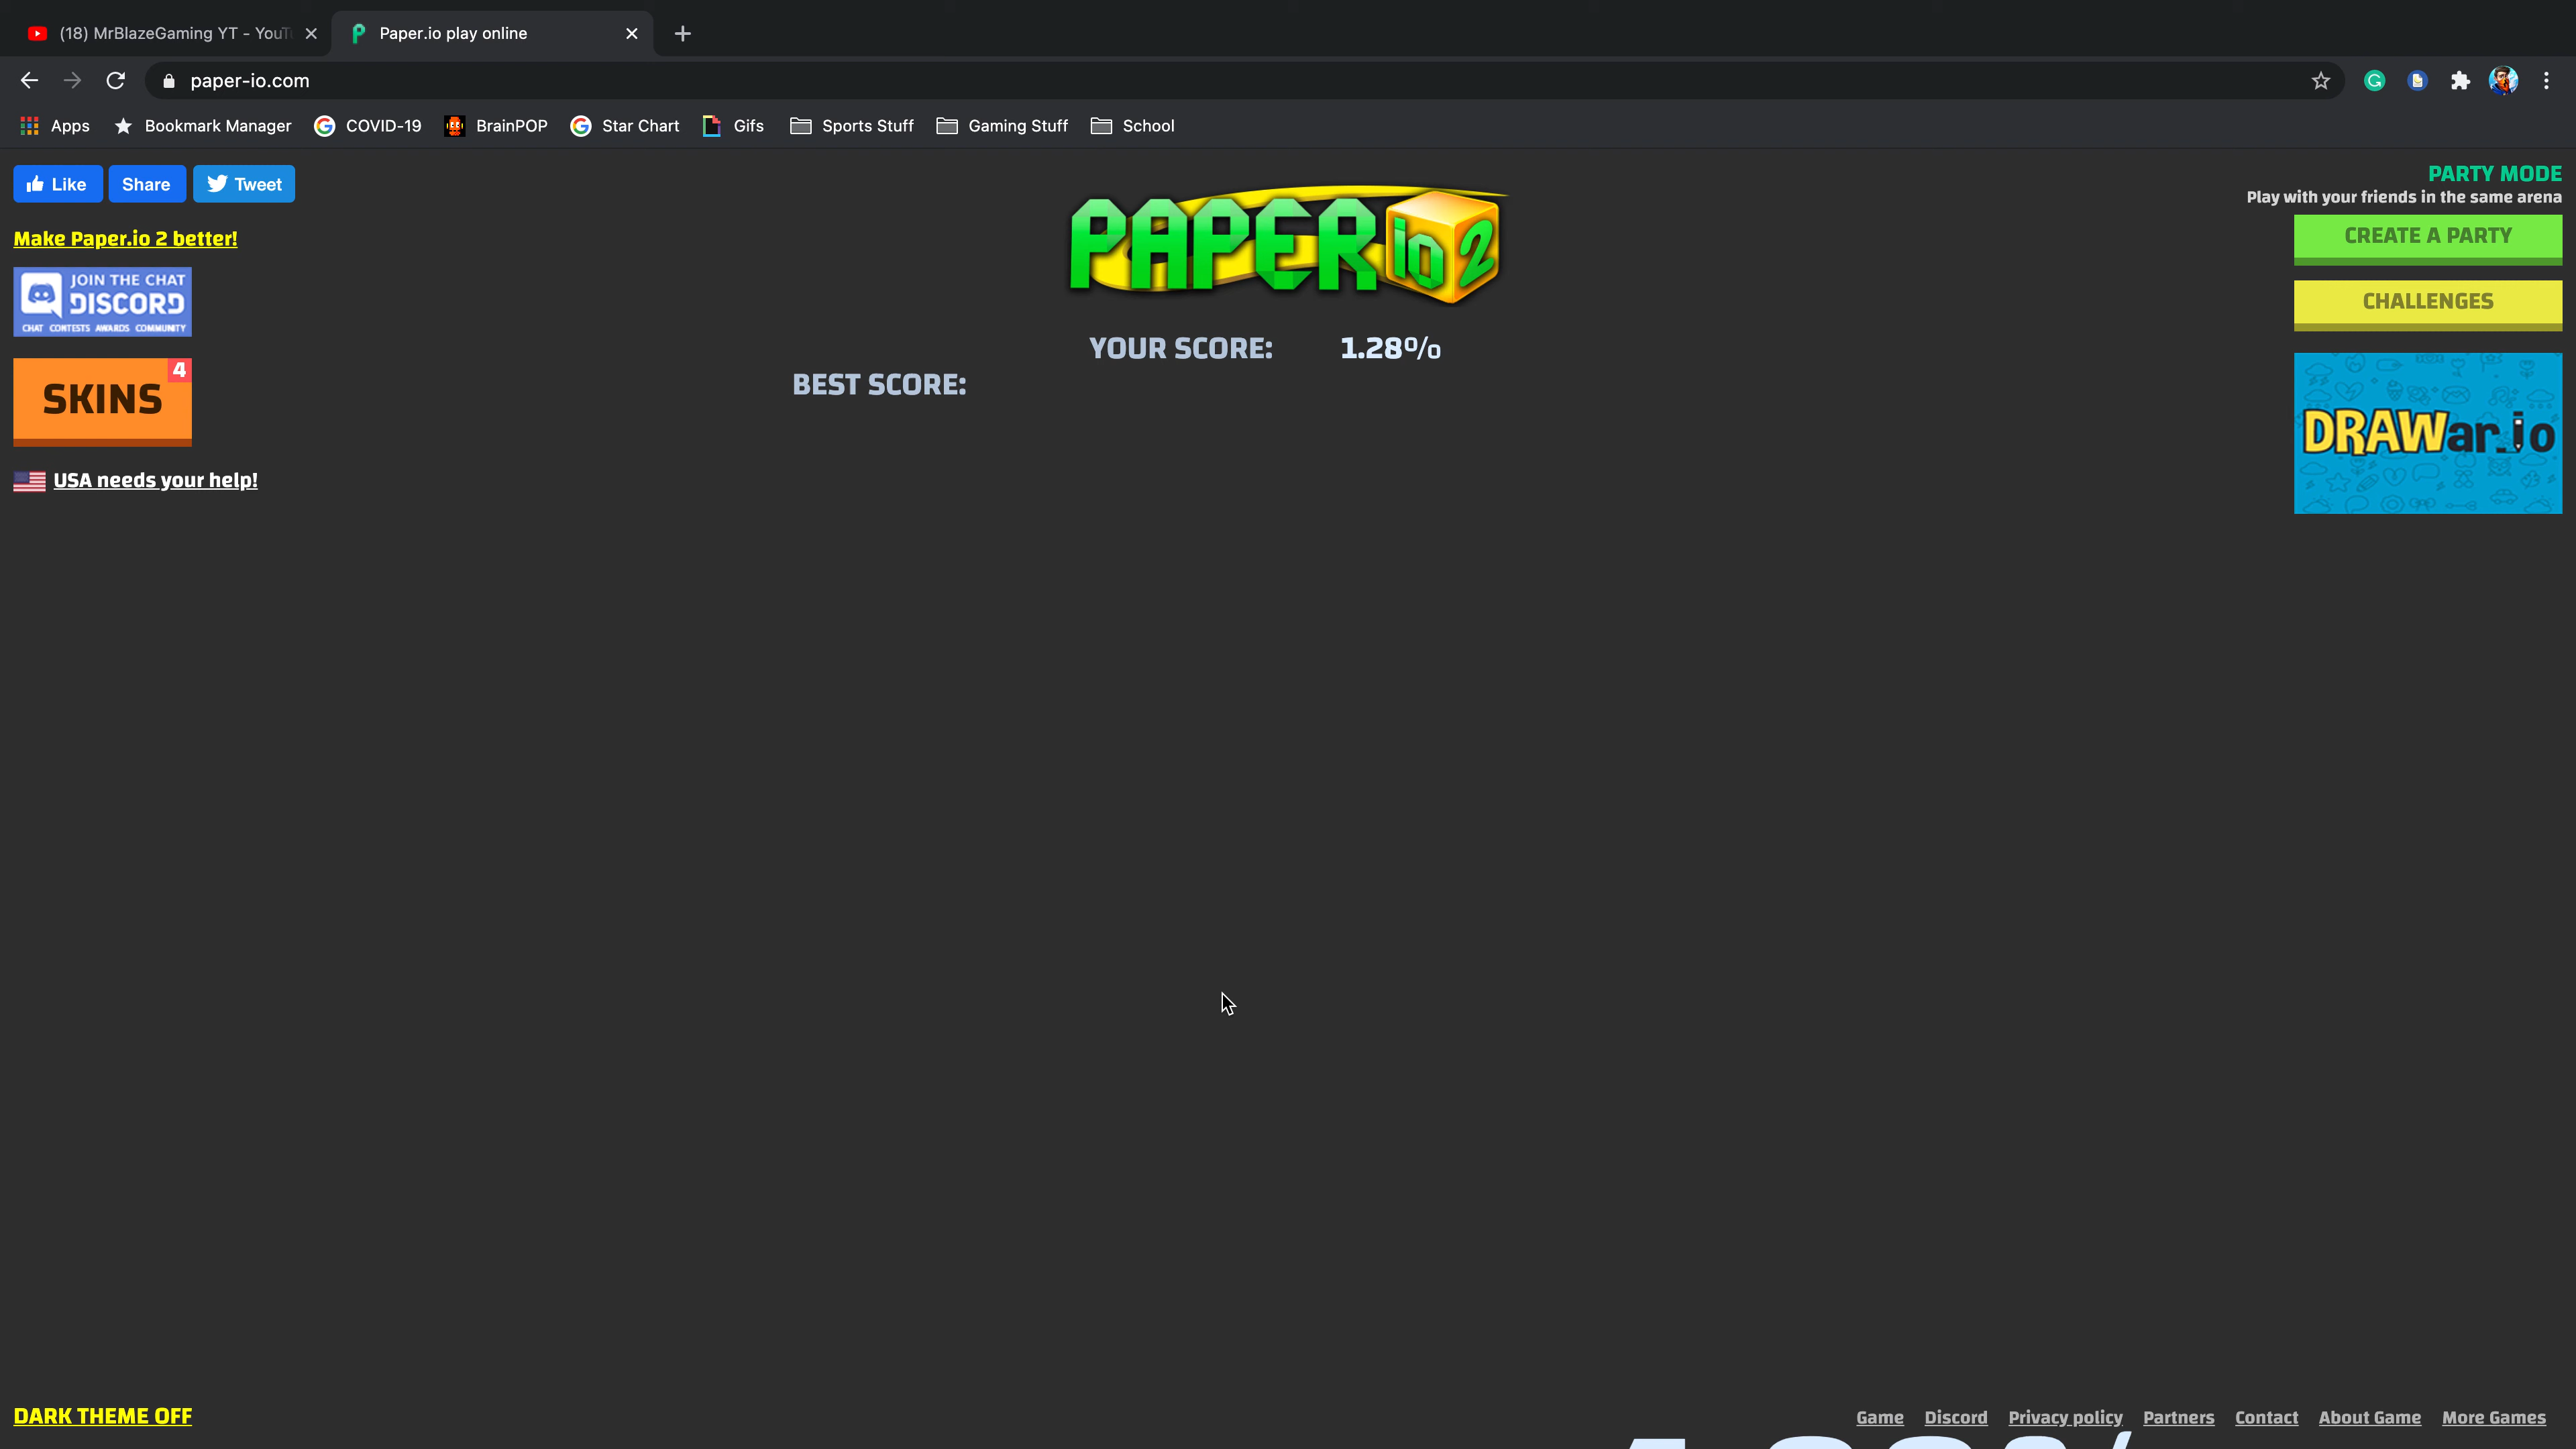 (18) MrBlazeGaming YT - YouT
Paper.io play online
paper-io.com
Apps
Bookmark Manager
COVID-19
BrainPOP
Star Chart
Gifs
Sports Stuff
Gaming Stuff
School
Like
Share
Tweet
Make Paper.io 2 better!
JOIN THE CHAT
DISCORD
CHAT CONTESTS AWARDS COMMUNITY
SKINS
4
USA needs your help!
PAPER io 2
YOUR SCORE: 1.28%
BEST SCORE:
PARTY MODE
Play with your friends in the same arena
CREATE A PARTY
CHALLENGES
DRAWar.io
DARK THEME OFF
Game
Discord
Privacy policy
Partners
Contact
About Game
More Games